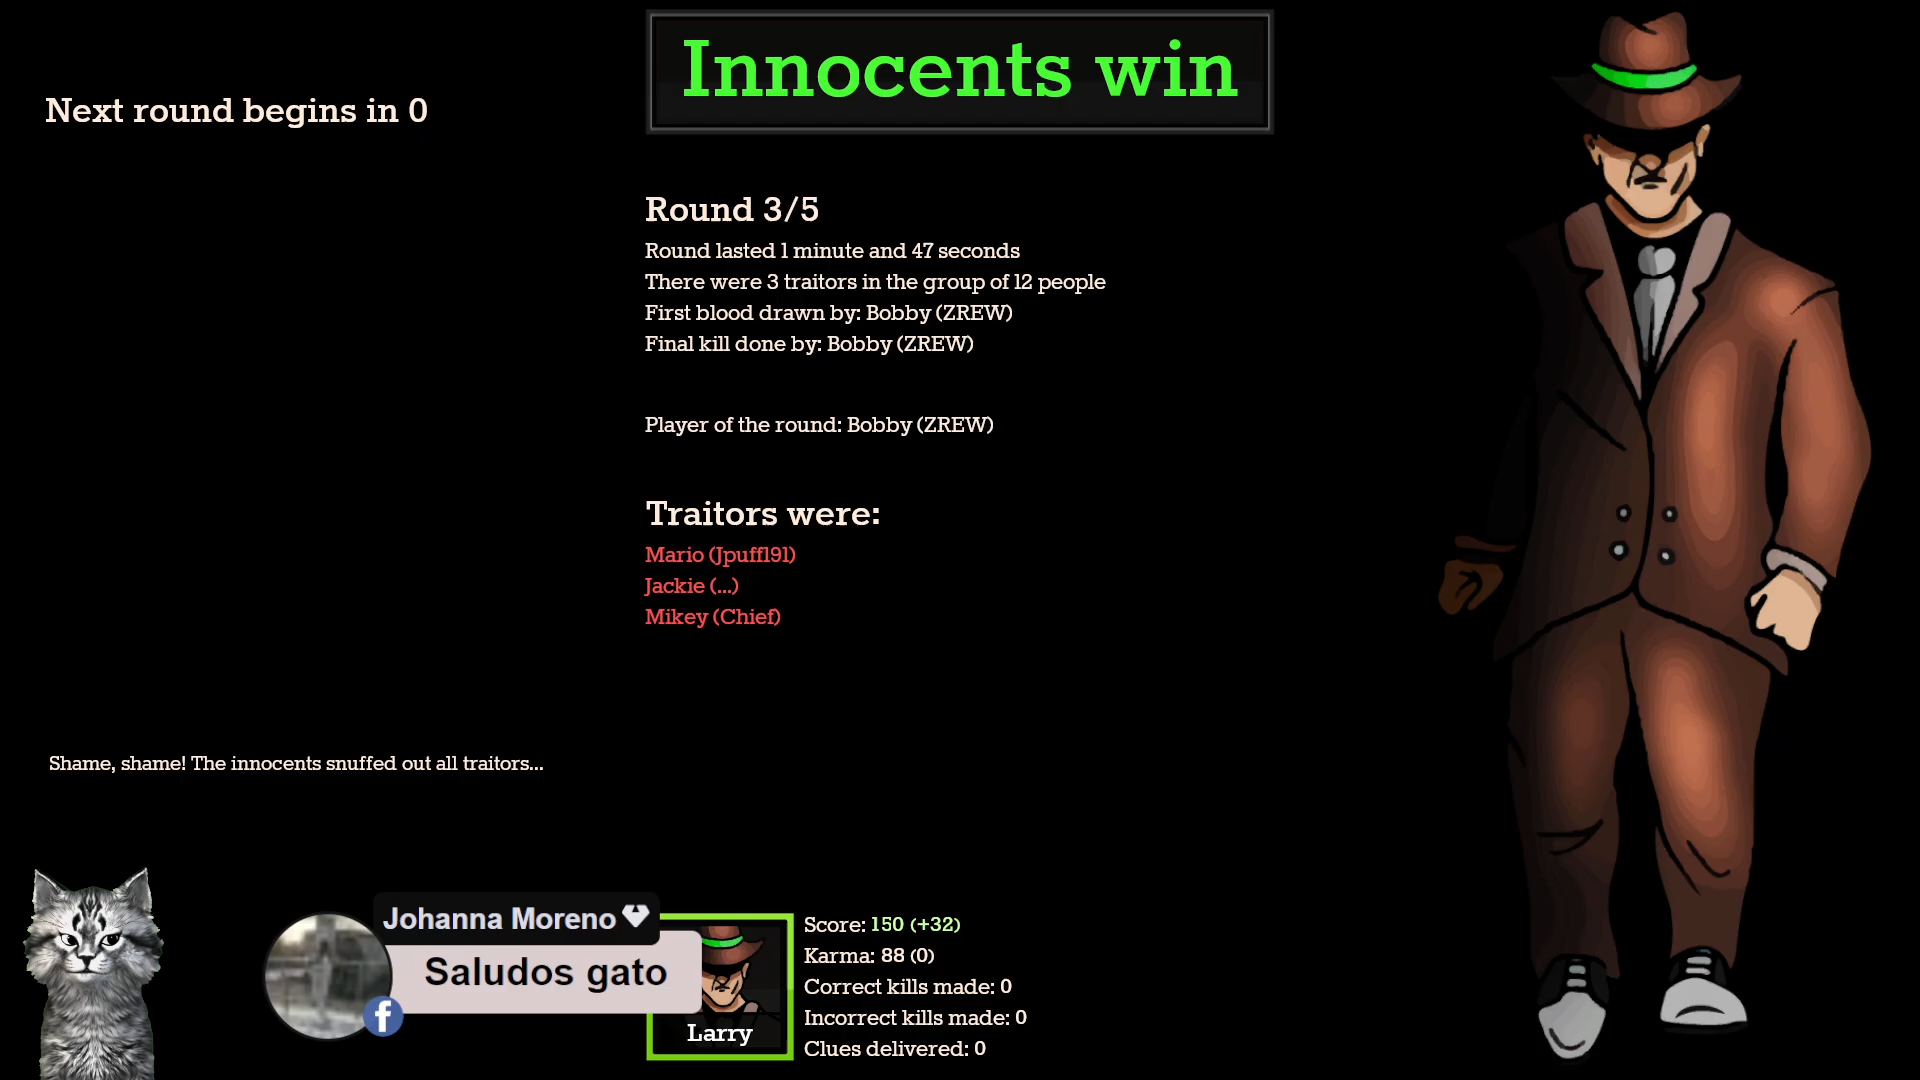 Innocents win
Next round begins in 0
Round 3/5
Round lasted 1 minute and 47 seconds
There were 3 traitors in the group of 12 people
First blood drawn by: Bobby (ZREW)
Final kill done by: Bobby (ZREW)
Player of the round: Bobby (ZREW)
Traitors were:
Mario (Jpuff191)
Jackie (...)
Mikey (Chief)
Shame, shame! The innocents snuffed out all traitors...
Johanna Moreno
Saludos gato
f
Larry
Score: 150 (+32)
Karma: 88 (0)
Correct kills made: 0
Incorrect kills made: 0
Clues delivered: 0